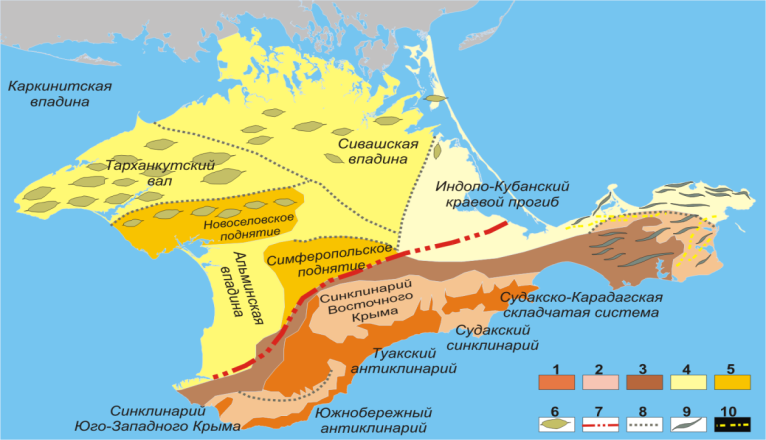 Каркинитская
впадина
Сивашская
впадина
Тарханкутский
вал
Индоло-Кубанский
краевой прогиб
Новоселовское
поднятие
Симферопольское
поднятие
Альминская
впадина
Синклинарий
Восточного
Крыма
Судакско-Карадагская
складчатая система
Судакский
синклинарий
Туакский
антиклинарий
Синклинарий
Юго-Западного Крыма
Южнобережный
антиклинарий
1 2 3 4 5
6 7 8 9 10